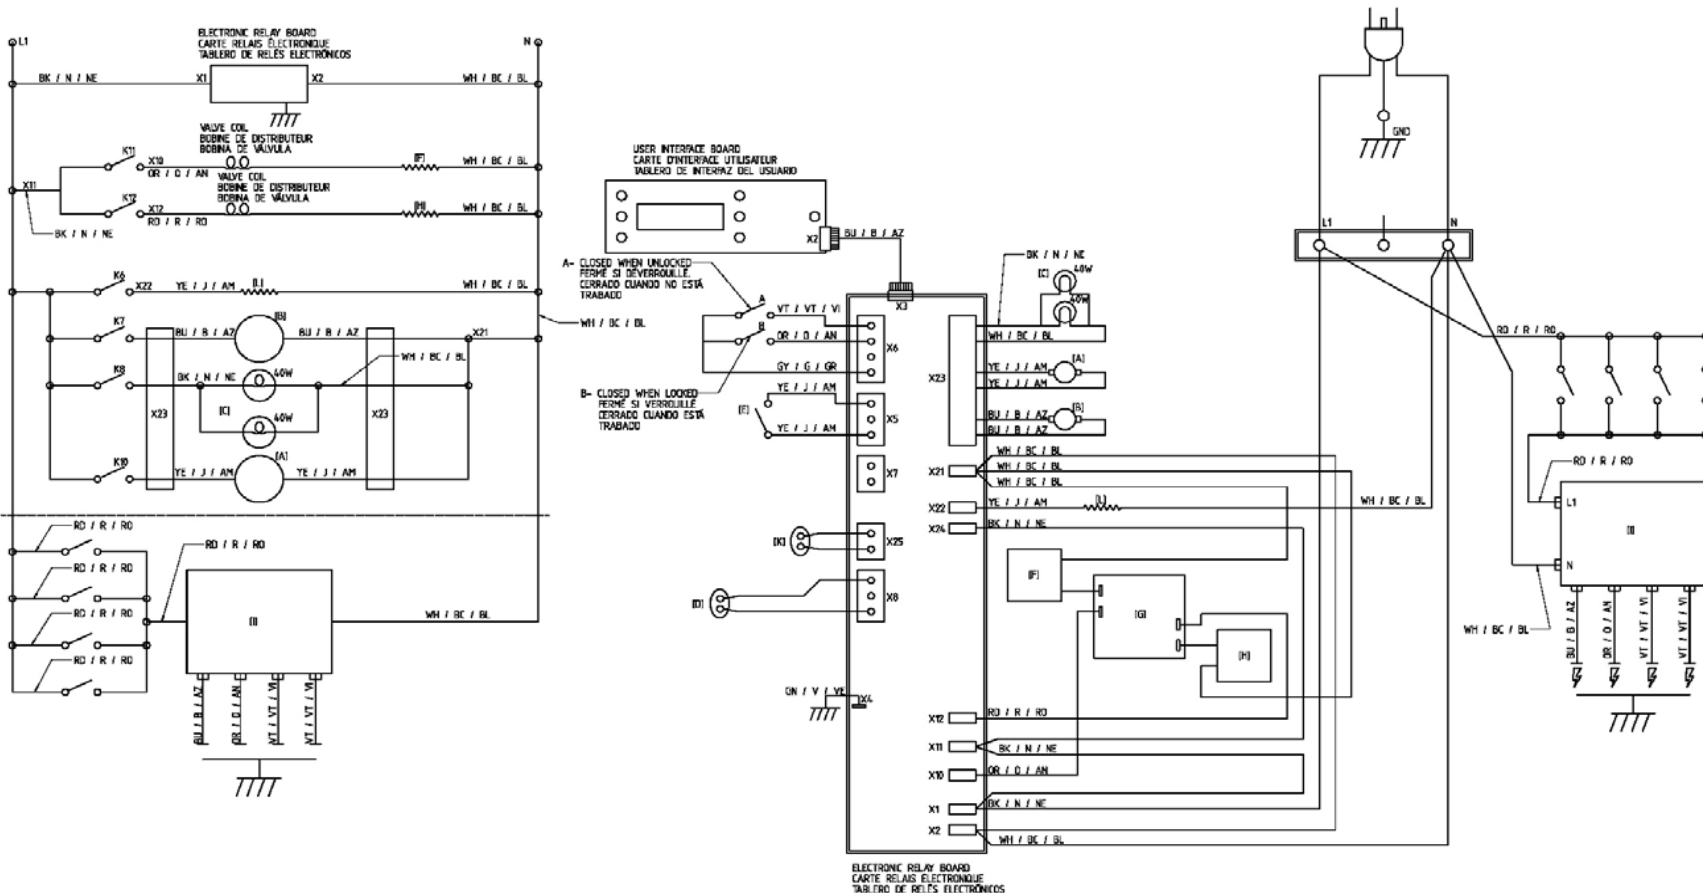 ELECTRONIC RELAY BOARD
CARTE RELAIS ÉLECTRONIQUE
TABLERO DE RELÉS ELECTRÓNICOS
L1
N
BK / N / NE
X1
X2
WH / BC / BL
VALVE COIL
BOBINE DE DISTRIBUTEUR
BOBINA DE VÁLVULA
K11
X10
OR / O / AN
[F]
WH / BC / BL
VALVE COIL
BOBINE DE DISTRIBUTEUR
BOBINA DE VÁLVULA
X11
K12
X12
RD / R / RO
[H]
WH / BC / BL
BK / N / NE
K6
X22
YE / J / AM
[L]
WH / BC / BL
K7
BU / B / AZ
[B]
BU / B / AZ
X21
WH / BC / BL
WH / BC / BL
K8
BK / N / NE
40W
X23
[C]
40W
X23
K10
YE / J / AM
[A]
YE / J / AM
RD / R / RO
RD / R / RO
RD / R / RO
RD / R / RO
RD / R / RO
[I]
WH / BC / BL
BU / B / AZ
OR / O / AN
VT / VT / VI
VT / VT / VI
USER INTERFACE BOARD
CARTE D'INTERFACE UTILISATEUR
TABLERO DE INTERFAZ DEL USUARIO
X2
BU / B / AZ
A- CLOSED WHEN UNLOCKED
FERMÉ SI DÉVERROUILLÉ.
CERRADO CUANDO NO ESTÁ
TRABADO
A
VT / VT / VI
B
OR / O / AN
GY / G / GR
B- CLOSED WHEN LOCKED
FERMÉ SI VERROUILLÉ
CERRADO CUANDO ESTÁ
TRABADO
YE / J / AM
[E]
YE / J / AM
X3
X6
X5
X7
[K]
X25
[D]
X8
GN / V / VE
X4
BK / N / NE
[C]
40W
40W
WH / BC / BL
X23
YE / J / AM
[A]
YE / J / AM
BU / B / AZ
[B]
BU / B / AZ
WH / BC / BL
X21
WH / BC / BL
WH / BC / BL
X22
YE / J / AM
[L]
WH / BC / BL
X24
BK / N / NE
[F]
[G]
[H]
X12
RD / R / RO
X11
BK / N / NE
X10
OR / O / AN
X1
BK / N / NE
X2
WH / BC / BL
ELECTRONIC RELAY BOARD
CARTE RELAIS ÉLECTRONIQUE
TABLERO DE RELÉS ELECTRÓNICOS
GND
L1
N
RD / R / RO
RD / R / RO
L1
[I]
N
WH / BC / BL
BU / B / AZ
OR / O / AN
VT / VT / VI
VT / VT / VI